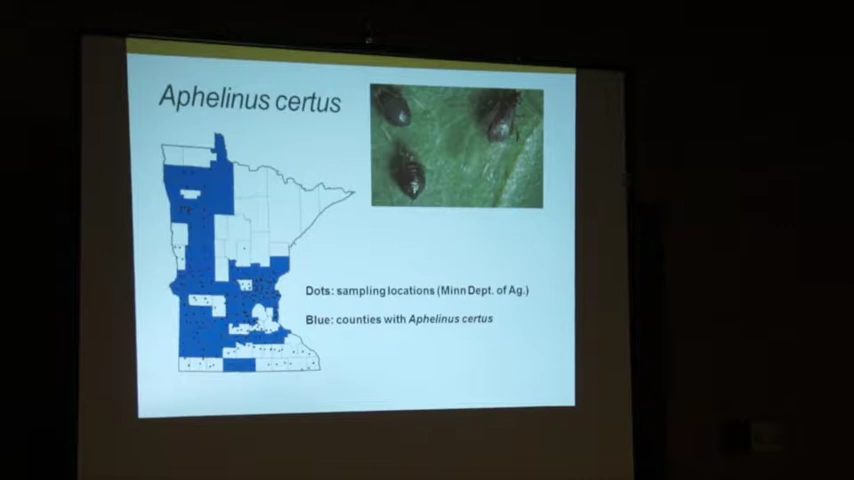 Aphelinus certus
Dots: sampling locations (Minn Dept. of Ag.)
Blue: counties with Aphelinus certus